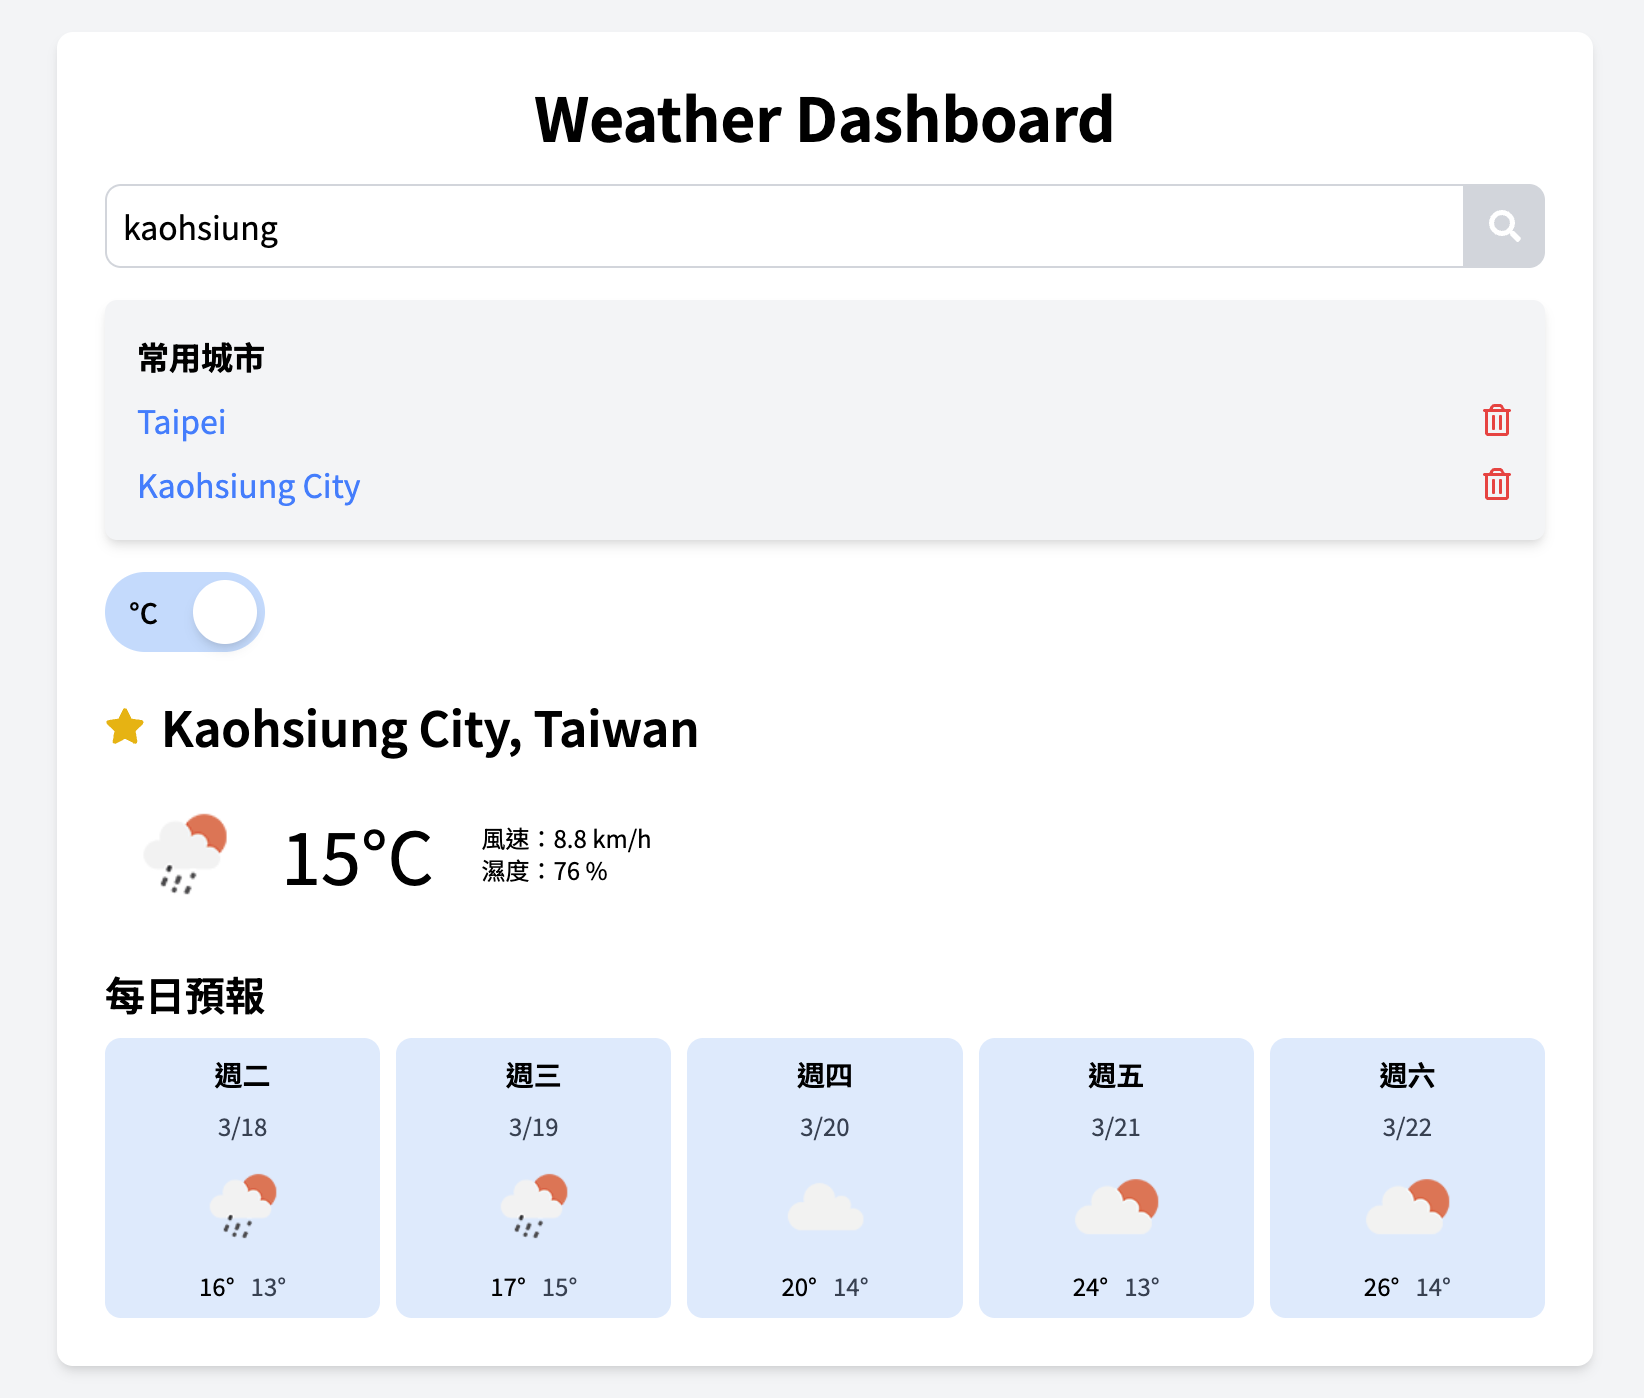 Weather Dashboard
kaohsiung
常用城市
Taipei
Kaohsiung City
°C
Kaohsiung City, Taiwan
15°C
風速：8.8 km/h
濕度：76 %
每日預報
週二
3/18
16° 13°
週三
3/19
17° 15°
週四
3/20
20° 14°
週五
3/21
24° 13°
週六
3/22
26° 14°